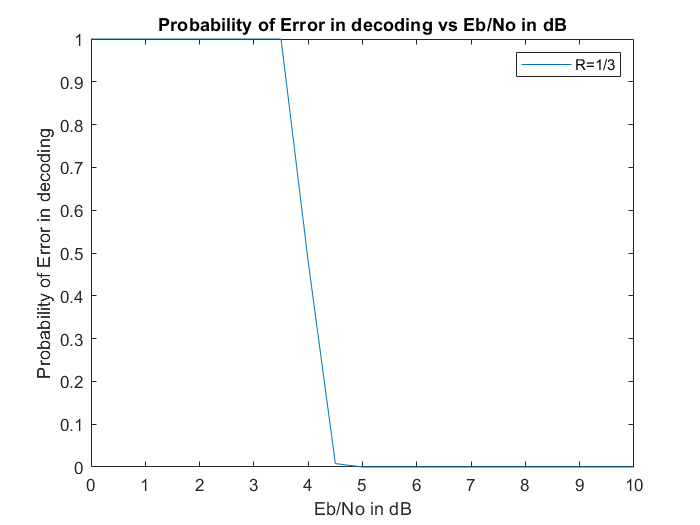 Probability of Error in decoding vs Eb/No in dB
R=1/3
Probability of Error in decoding
1
0.9
0.8
0.7
0.6
0.5
0.4
0.3
0.2
0.1
0
0 1 2 3 4 5 6 7 8 9 10
Eb/No in dB